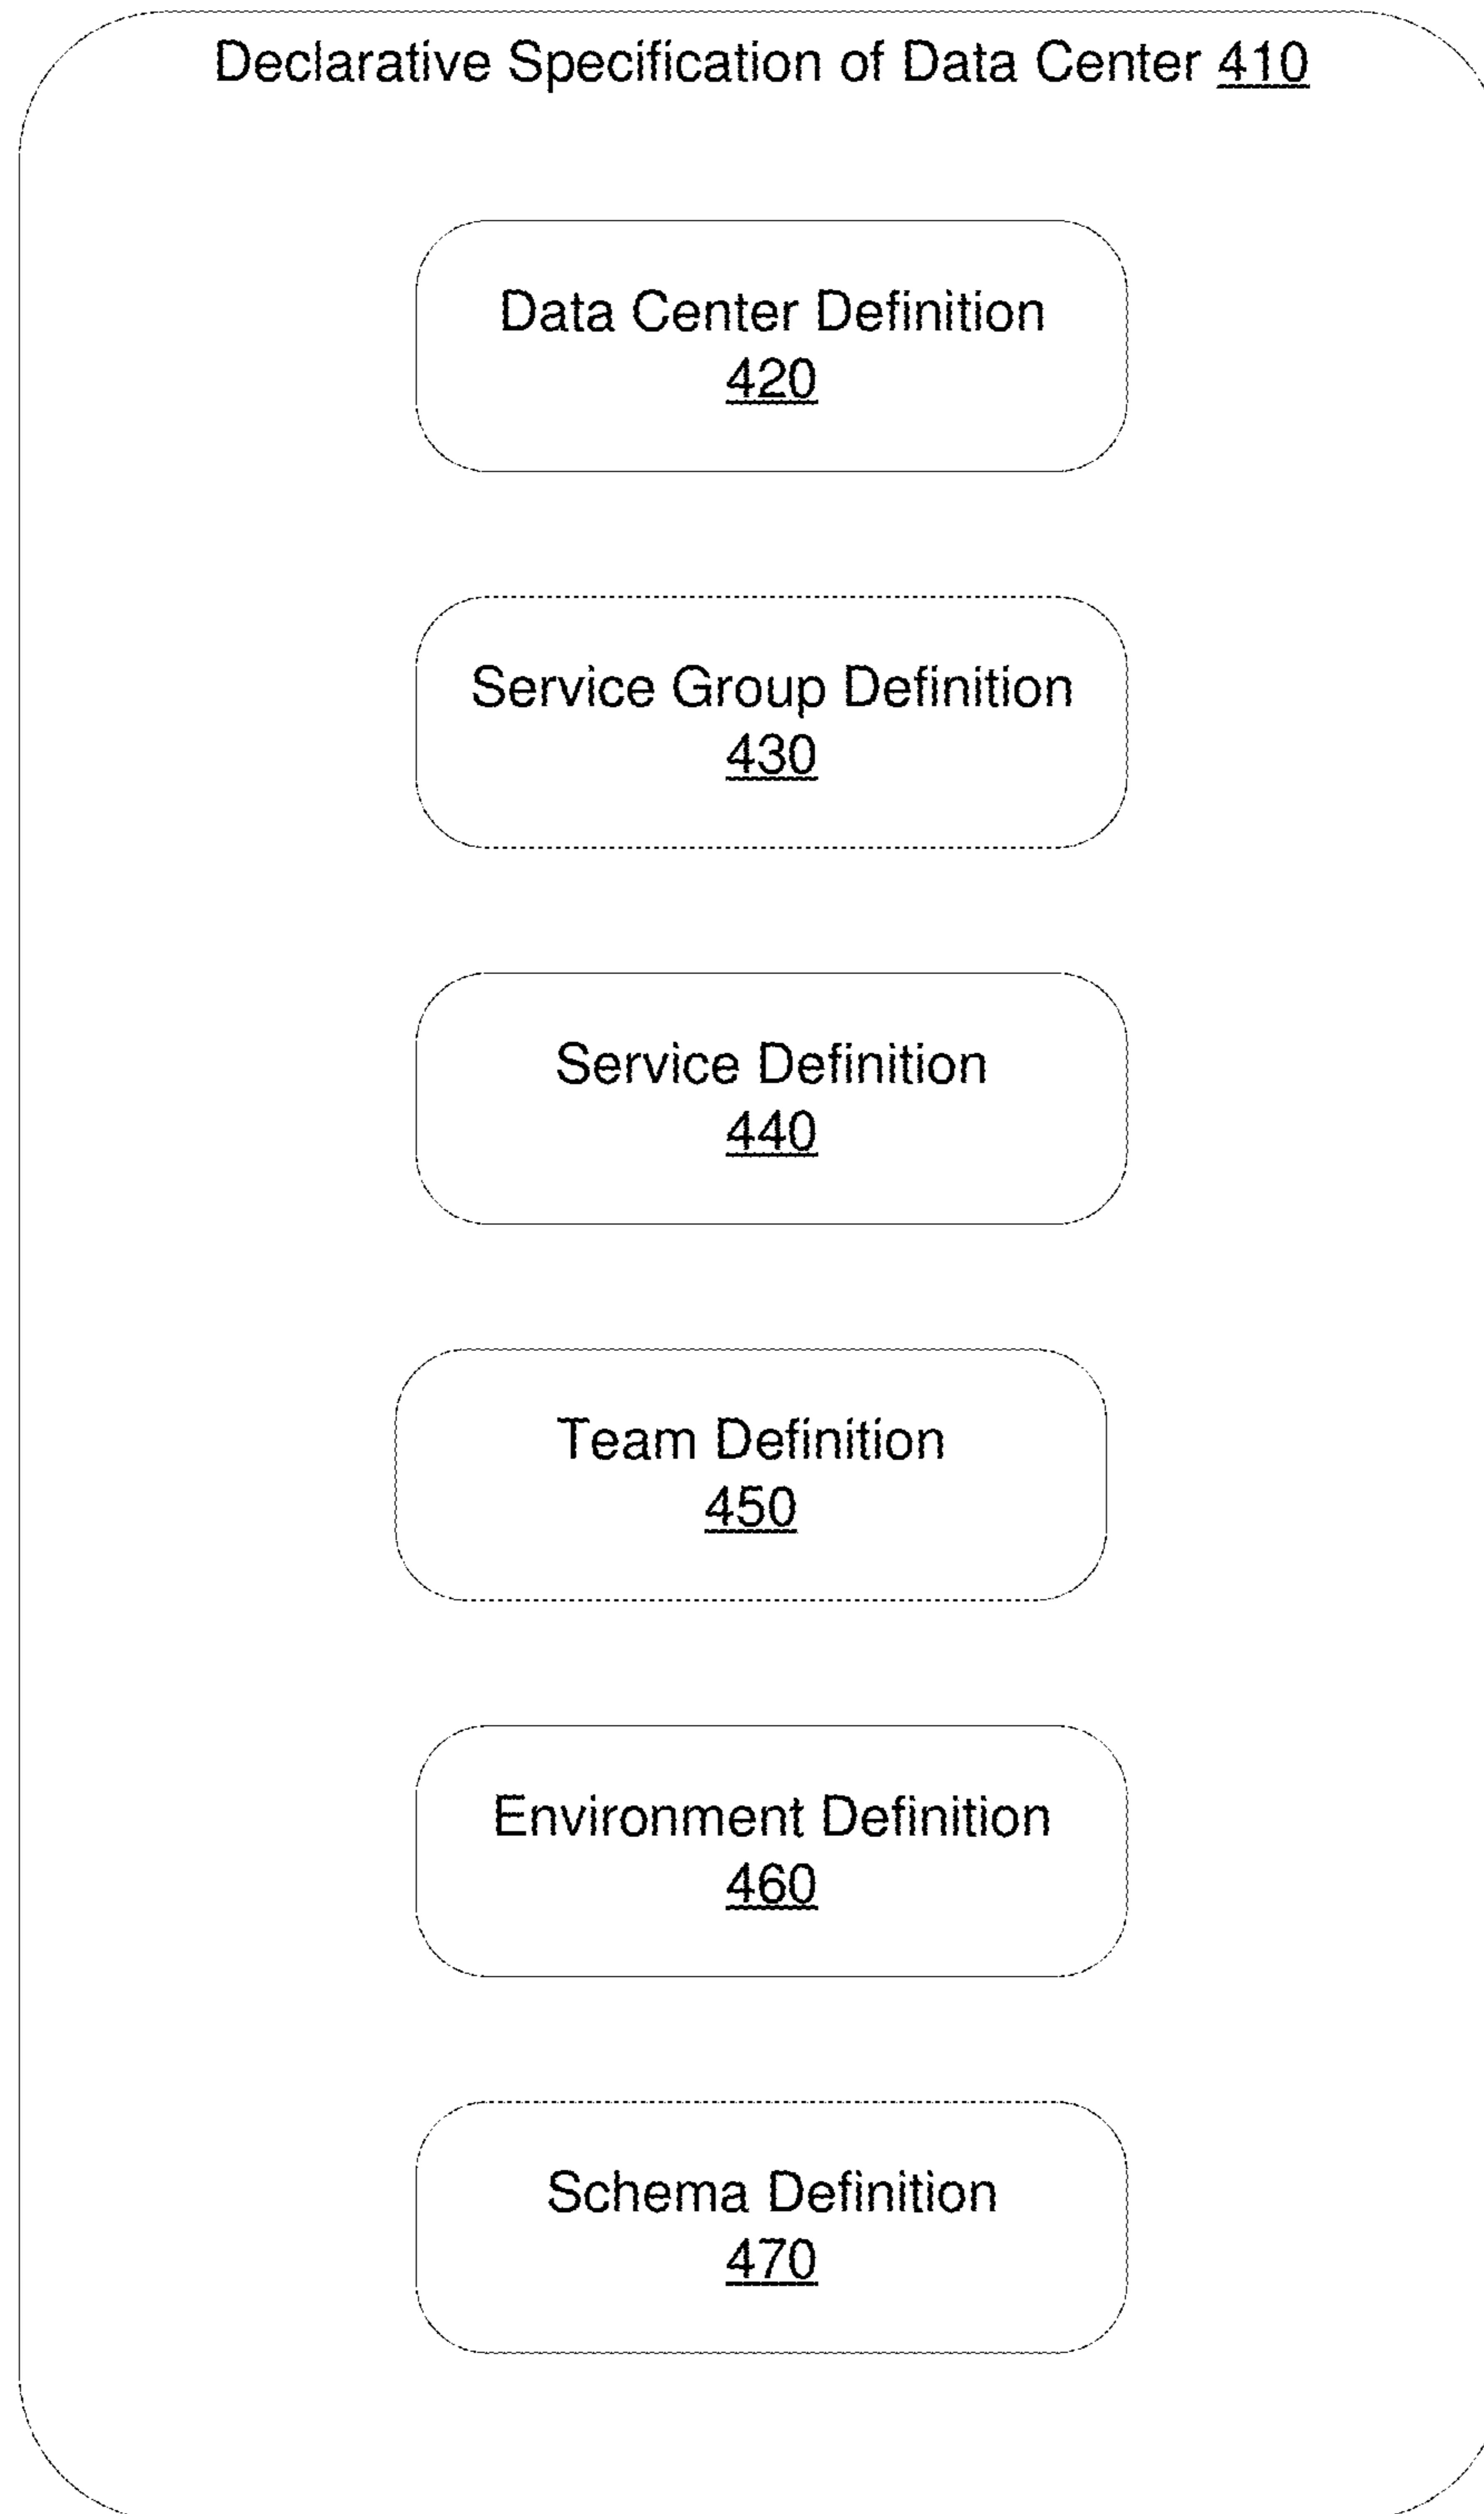 Declarative Specification of Data Center 410
Data Center Definition
420
Service Group Definition
430
Service Definition
440
Team Definition
450
Environment Definition
460
Schema Definition
470